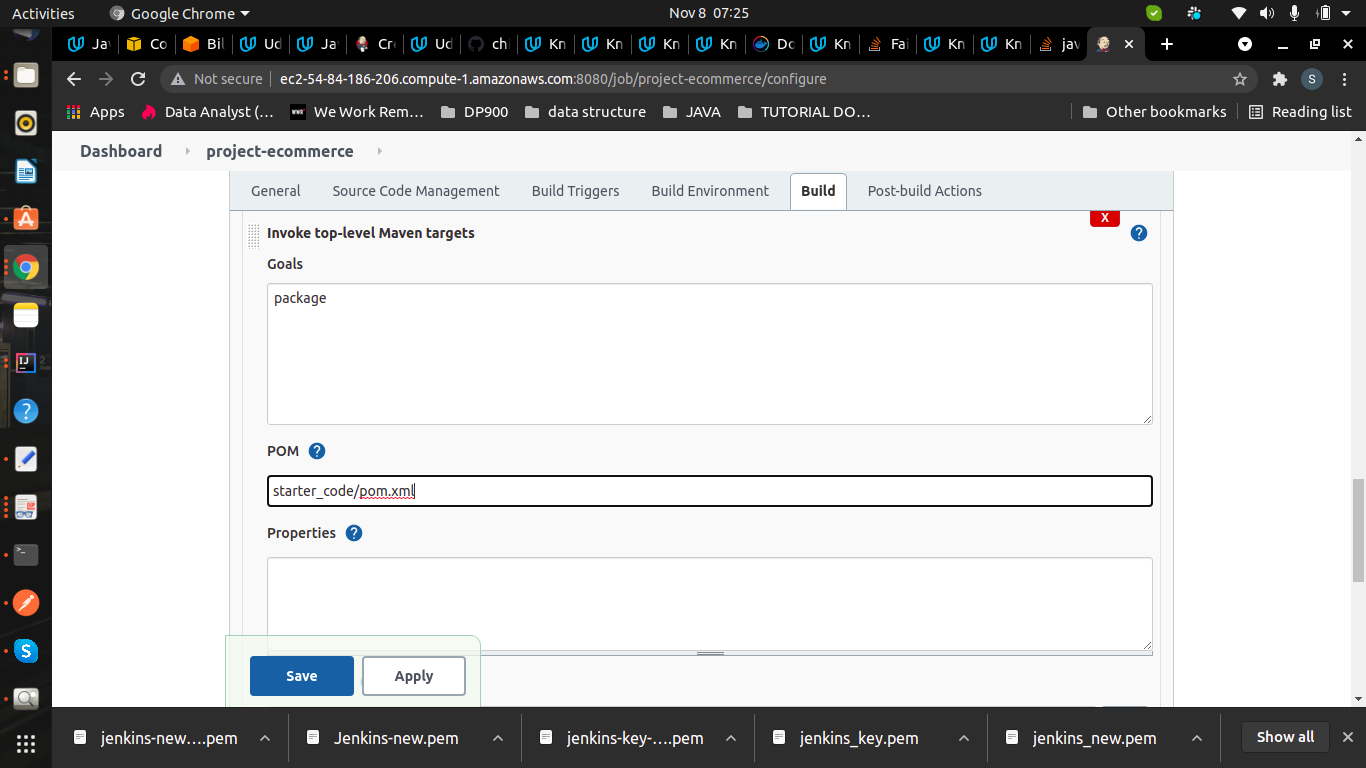 Activities Google Chrome Nov 8 07:25
Jav Co Bil Ud Jav Cr Ud ch Kn Kn Kn Kn Do Kn Fai Kn Kn jav
Not secure ec2-54-84-186-206.compute-1.amazonaws.com:8080/job/project-ecommerce/configure S
Apps Data Analyst (... We Work Rem... DP900 data structure JAVA TUTORIAL DO... Other bookmarks Reading list
Dashboard project-ecommerce
General Source Code Management Build Triggers Build Environment Build Post-build Actions
X
Invoke top-level Maven targets ?
Goals
package
POM ?
starter_code/pom.xml
Properties ?
Save Apply
jenkins-new....pem Jenkins-new.pem jenkins-key-....pem jenkins_key.pem jenkins_new.pem Show all